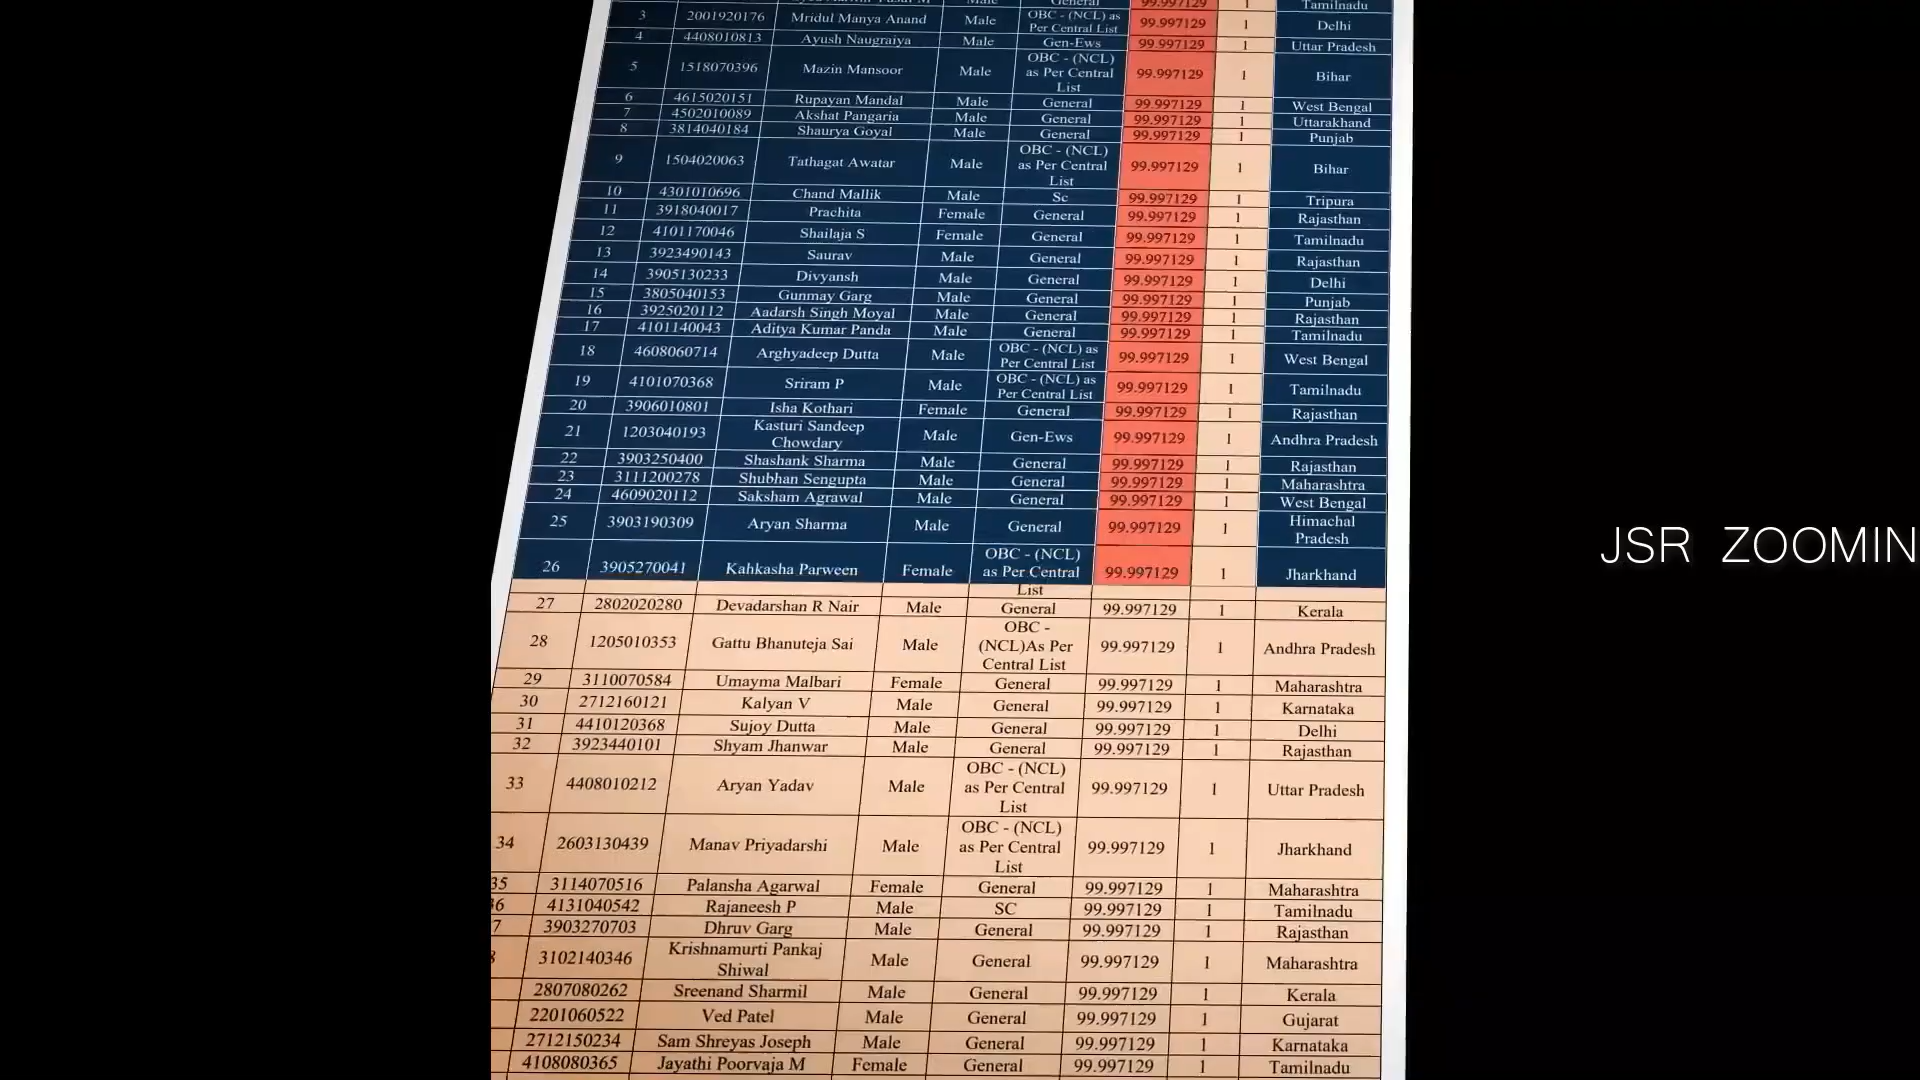 General 99.997129 1 Tamilnadu
3 2001920176 Mridul Manya Anand Male OBC - (NCL) as Per Central List 99.997129 1 Delhi
4 4408010813 Ayush Naugraiya Male Gen-Ews 99.997129 1 Uttar Pradesh
5 1518070396 Mazin Mansoor Male OBC - (NCL) as Per Central List 99.997129 1 Bihar
6 4615020151 Rupayan Mandal Male General 99.997129 1 West Bengal
7 4502010089 Akshat Pangaria Male General 99.997129 1 Uttarakhand
8 3814040184 Shaurya Goyal Male General 99.997129 1 Punjab
9 1504020063 Tathagat Awatar Male OBC - (NCL) as Per Central List 99.997129 1 Bihar
10 4301010696 Chand Mallik Male Sc 99.997129 1 Tripura
11 3918040017 Prachita Female General 99.997129 1 Rajasthan
12 4101170046 Shailaja S Female General 99.997129 1 Tamilnadu
13 3923490143 Saurav Male General 99.997129 1 Rajasthan
14 3905130233 Divyansh Male General 99.997129 1 Delhi
15 3805040153 Gunmay Garg Male General 99.997129 1 Punjab
16 3925020112 Aadarsh Singh Moyal Male General 99.997129 1 Rajasthan
17 4101140043 Aditya Kumar Panda Male General 99.997129 1 Tamilnadu
18 4608060714 Arghyadeep Dutta Male OBC - (NCL) as Per Central List 99.997129 1 West Bengal
19 4101070368 Sriram P Male OBC - (NCL) as Per Central List 99.997129 1 Tamilnadu
20 3906010801 Isha Kothari Female General 99.997129 1 Rajasthan
21 1203040193 Kasturi Sandeep Chowdary Male Gen-Ews 99.997129 1 Andhra Pradesh
22 3903250400 Shashank Sharma Male General 99.997129 1 Rajasthan
23 3111200278 Shubhan Sengupta Male General 99.997129 1 Maharashtra
24 4609020112 Saksham Agrawal Male General 99.997129 1 West Bengal
25 3903190309 Aryan Sharma Male General 99.997129 1 Himachal Pradesh
26 3905270041 Kahkasha Parween Female OBC - (NCL) as Per Central List 99.997129 1 Jharkhand
27 2802020280 Devadarshan R Nair Male General 99.997129 1 Kerala
28 1205010353 Gattu Bhanuteja Sai Male OBC - (NCL)As Per Central List 99.997129 1 Andhra Pradesh
29 3110070584 Umayma Malbari Female General 99.997129 1 Maharashtra
30 2712160121 Kalyan V Male General 99.997129 1 Karnataka
31 4410120368 Sujoy Dutta Male General 99.997129 1 Delhi
32 3923440101 Shyam Jhanwar Male General 99.997129 1 Rajasthan
33 4408010212 Aryan Yadav Male OBC - (NCL) as Per Central List 99.997129 1 Uttar Pradesh
34 2603130439 Manav Priyadarshi Male OBC - (NCL) as Per Central List 99.997129 1 Jharkhand
35 3114070516 Palansha Agarwal Female General 99.997129 1 Maharashtra
36 4131040542 Rajaneesh P Male SC 99.997129 1 Tamilnadu
7 3903270703 Dhruv Garg Male General 99.997129 1 Rajasthan
3102140346 Krishnamurti Pankaj Shiwal Male General 99.997129 1 Maharashtra
2807080262 Sreenand Sharmil Male General 99.997129 1 Kerala
2201060522 Ved Patel Male General 99.997129 1 Gujarat
2712150234 Sam Shreyas Joseph Male General 99.997129 1 Karnataka
4108080365 Jayathi Poorvaja M Female General 99.997129 1 Tamilnadu
JSR ZOOMIN